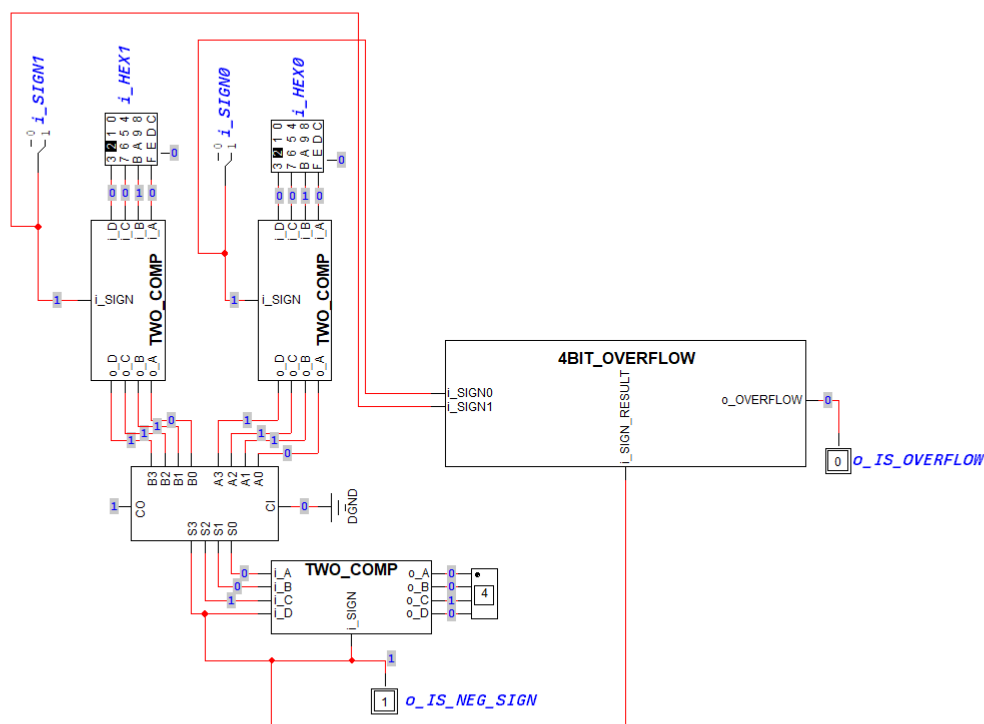 i_SIGN1
0
1
i_HEX1
3 2 1 0
7 6 5 4
B A 9 8
F E D C
0
i_SIGN0
0
1
i_HEX0
3 2 1 0
7 6 5 4
B A 9 8
F E D C
0
0 0 1 0
0 0 1 0
i_D i_C i_B i_A
i_D i_C i_B i_A
1
i_SIGN
TWO_COMP
1
i_SIGN
TWO_COMP
o_D o_C o_B o_A
o_D o_C o_B o_A
4BIT_OVERFLOW
i_SIGN0
i_SIGN1
i_SIGN_RESULT
o_OVERFLOW
0
0
o_IS_OVERFLOW
1 1 1 0
1 1 1 0
B3 B2 B1 B0
A3 A2 A1 A0
1
CO
CI
0
DGND
S3 S2 S1 S0
TWO_COMP
0
0
1
i_A
i_B
i_C
i_D
i_SIGN
o_A
o_B
o_C
o_D
0
0
1
0
4
1
1
o_IS_NEG_SIGN